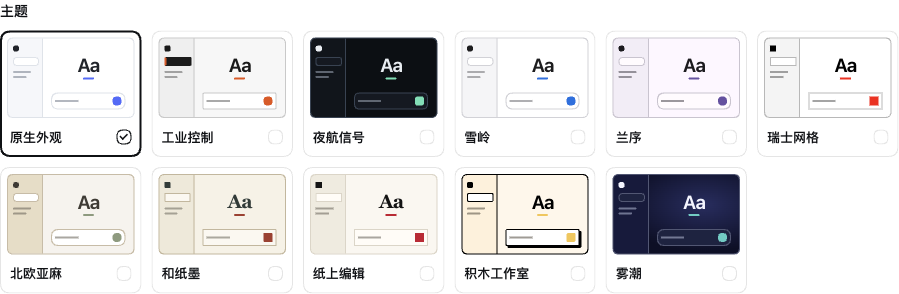 主题
Aa
Aa
Aa
Aa
Aa
Aa
原生外观
工业控制
夜航信号
雪岭
兰序
瑞士网格
Aa
Aa
Aa
Aa
Aa
北欧亚麻
和纸墨
纸上编辑
积木工作室
雾潮